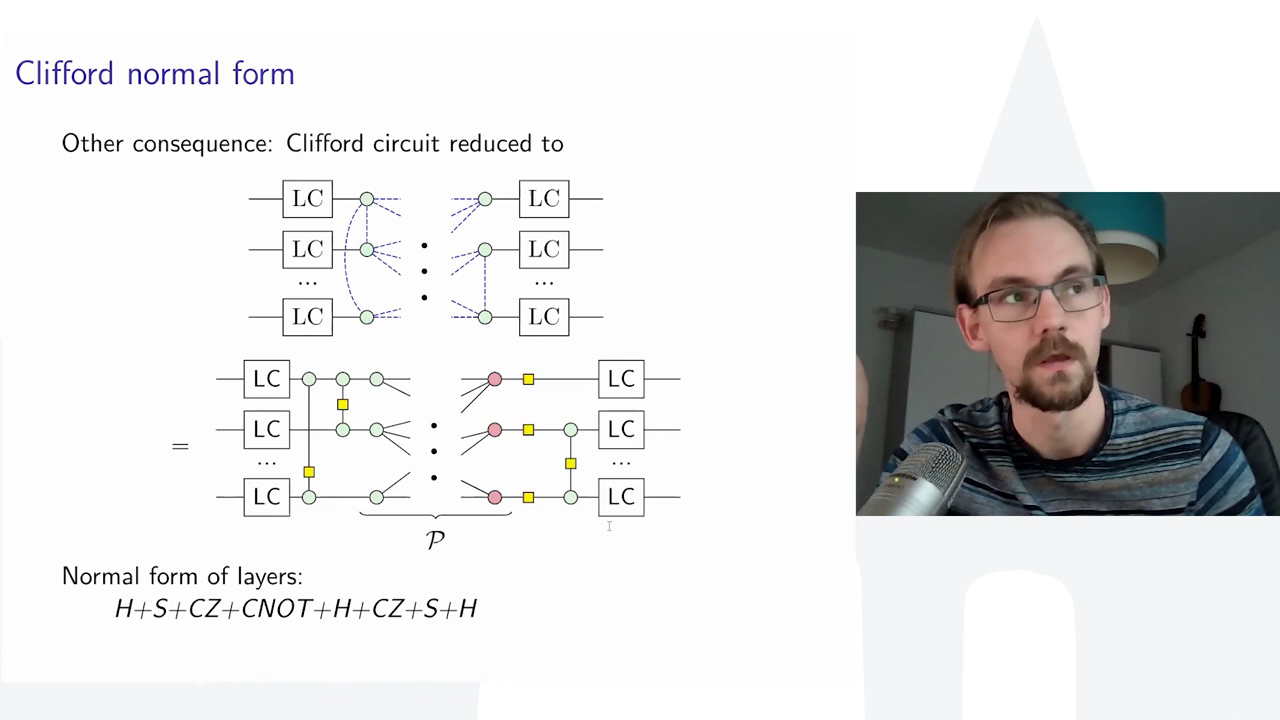 Clifford normal form
Other consequence: Clifford circuit reduced to
LC LC
LC LC
... ...
LC LC
LC LC
= LC LC
... ...
LC LC
𝒫
Normal form of layers:
H+S+CZ+CNOT+H+CZ+S+H